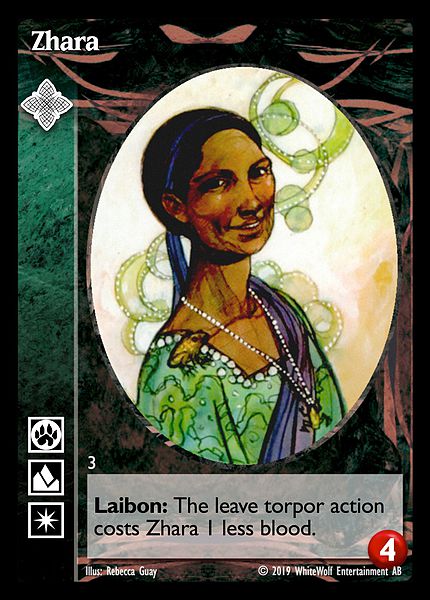 Zhara
3
Laibon: The leave torpor action
costs Zhara 1 less blood.
4
Illus: Rebecca Guay
© 2019 WhiteWolf Entertainment AB